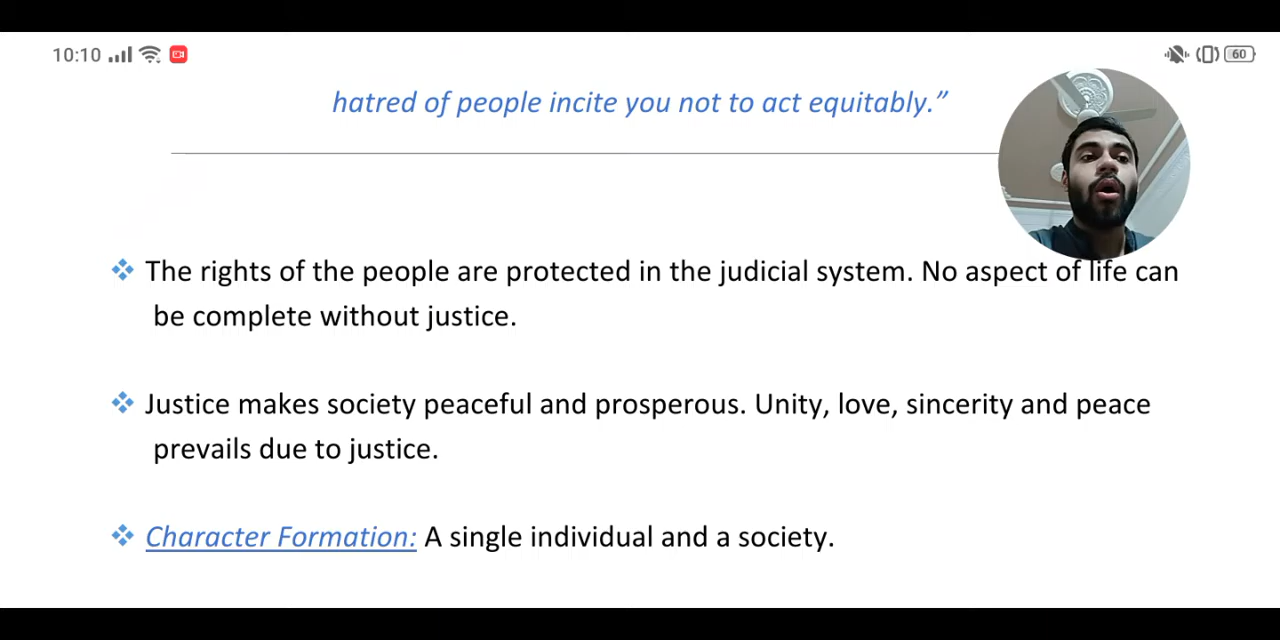 10:10
60
hatred of people incite you not to act equitably.”
The rights of the people are protected in the judicial system. No aspect of life can
be complete without justice.
Justice makes society peaceful and prosperous. Unity, love, sincerity and peace
prevails due to justice.
Character Formation: A single individual and a society.